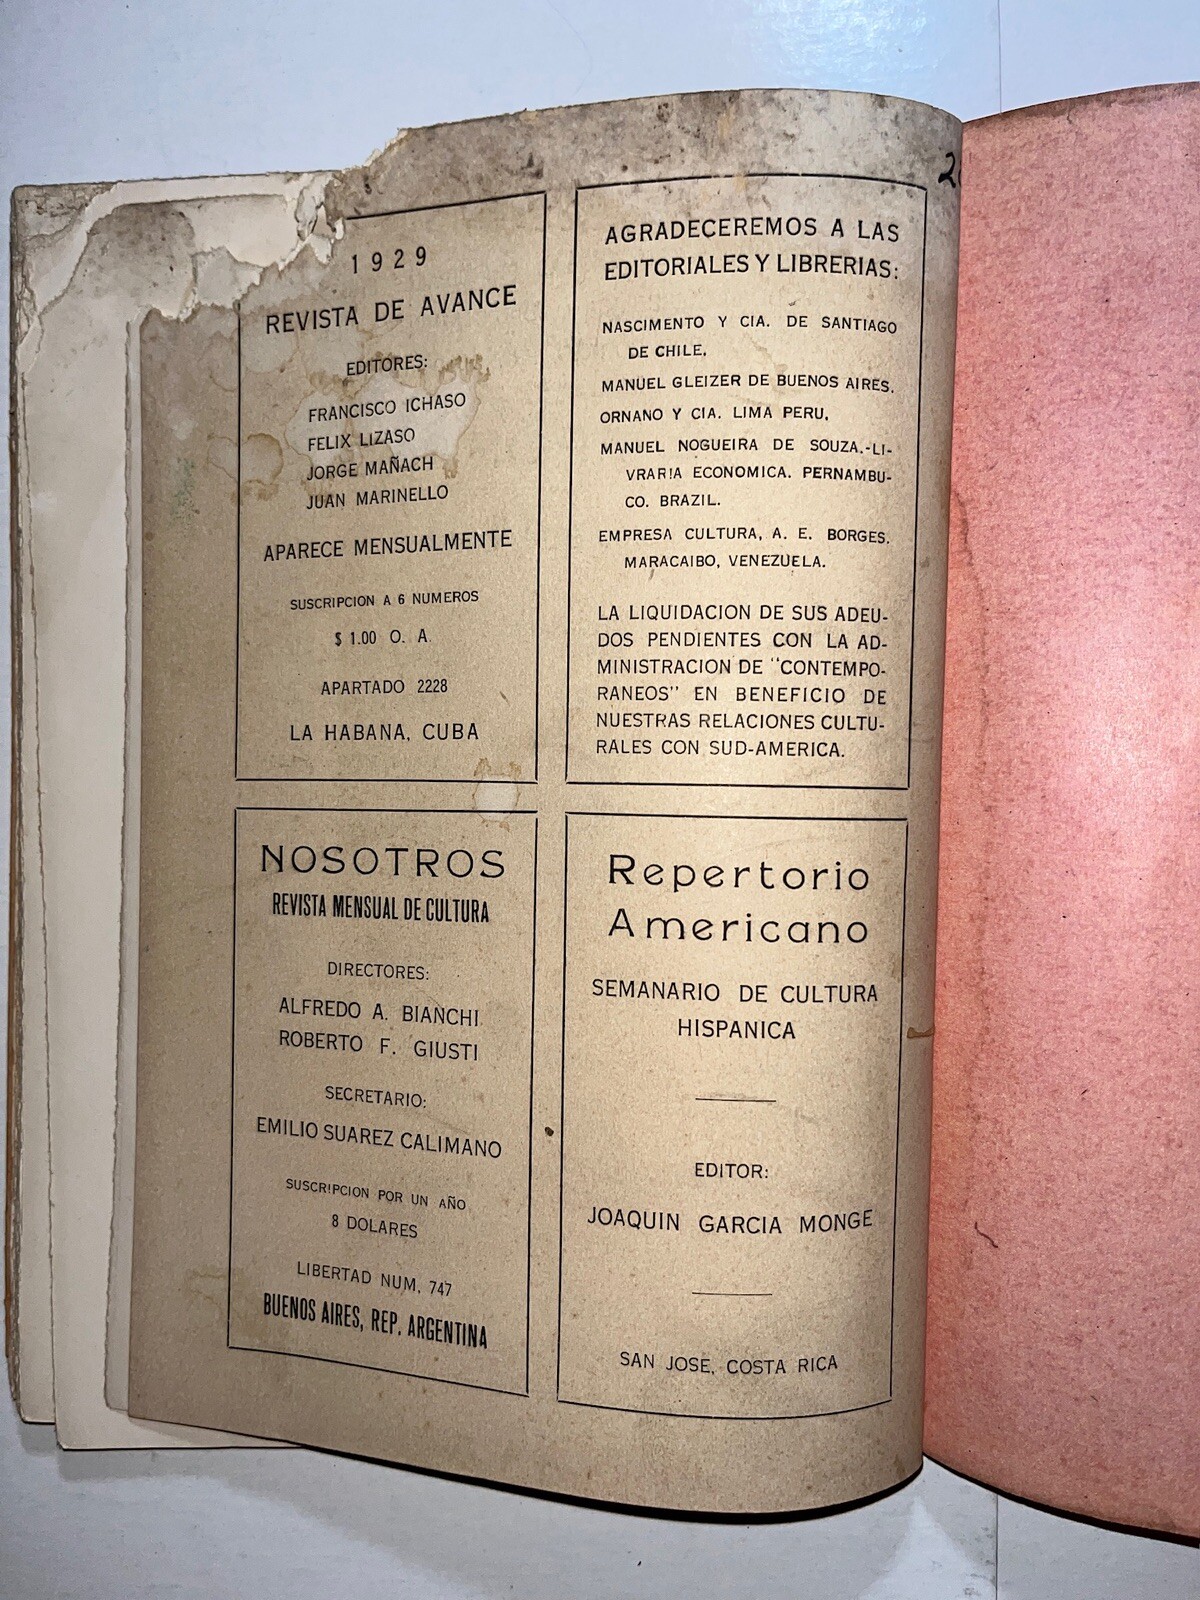 1929
REVISTA DE AVANCE
EDITORES:
FRANCISCO ICHASO
FELIX LIZASO
JORGE MAÑACH
JUAN MARINELLO
APARECE MENSUALMENTE
SUSCRIPCION A 6 NUMEROS
$ 1.00 O. A.
APARTADO 2228
LA HABANA, CUBA
AGRADECEREMOS A LAS
EDITORIALES Y LIBRERIAS:
NASCIMENTO Y CIA. DE SANTIAGO
DE CHILE.
MANUEL GLEIZER DE BUENOS AIRES.
ORNANO Y CIA. LIMA PERU,
MANUEL NOGUEIRA DE SOUZA.-LI-
VRARIA ECONOMICA. PERNAMBU-
CO. BRAZIL.
EMPRESA CULTURA, A. E. BORGES.
MARACAIBO, VENEZUELA.
LA LIQUIDACION DE SUS ADEU-
DOS PENDIENTES CON LA AD-
MINISTRACION DE "CONTEMPO-
RANEOS" EN BENEFICIO DE
NUESTRAS RELACIONES CULTU-
RALES CON SUD-AMERICA.
NOSOTROS
REVISTA MENSUAL DE CULTURA
DIRECTORES:
ALFREDO A. BIANCHI
ROBERTO F. GIUSTI
SECRETARIO:
EMILIO SUAREZ CALIMANO
SUSCRIPCION POR UN AÑO
8 DOLARES
LIBERTAD NUM, 747
BUENOS AIRES, REP. ARGENTINA
Repertorio
Americano
SEMANARIO DE CULTURA
HISPANICA
EDITOR:
JOAQUIN GARCIA MONGE
SAN JOSE, COSTA RICA